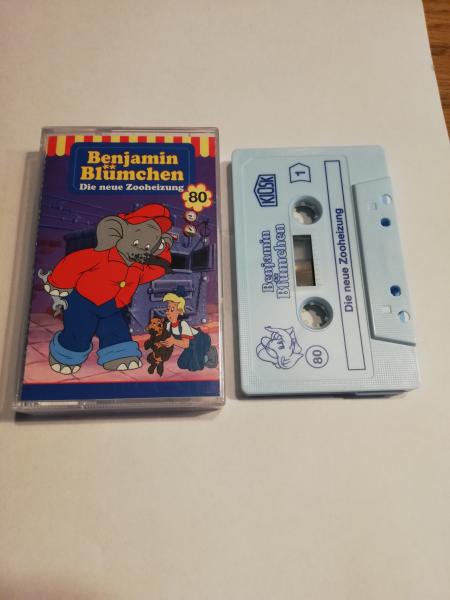 Benjamin
Blümchen
Die neue Zooheizung
80
KIOSK
1
Benjamin
Blümchen
Die neue Zooheizung
80